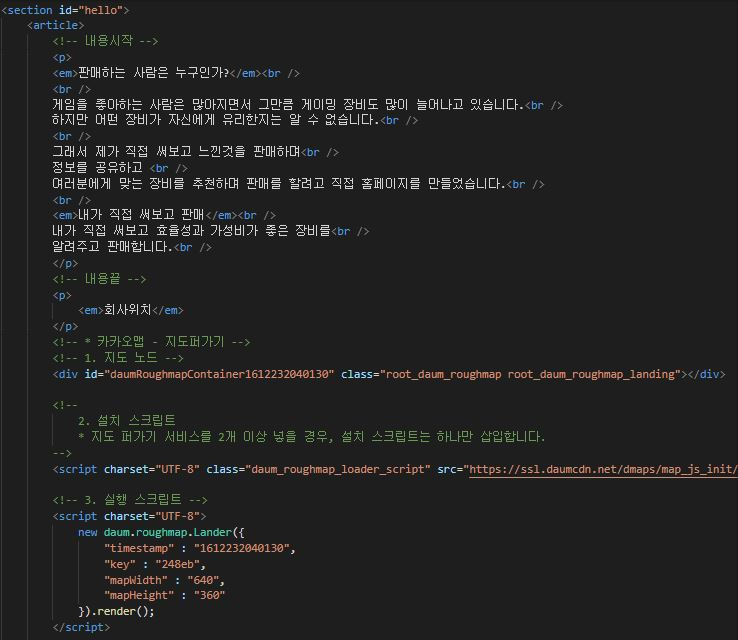 <section id="hello">
<article>
<!-- 내용시작 -->
<p>
<em>판매하는 사람은 누구인가?</em><br />
<br />
게임을 좋아하는 사람은 많아지면서 그만큼 게이밍 장비도 많이 늘어나고 있습니다.<br />
하지만 어떤 장비가 자신에게 유리한지는 알 수 없습니다.<br />
<br />
그래서 제가 직접 써보고 느낀것을 판매하며<br />
정보를 공유하고 <br />
여러분에게 맞는 장비를 추천하며 판매를 할려고 직접 홈페이지를 만들었습니다.<br />
<br />
<em>내가 직접 써보고 판매</em><br />
내가 직접 써보고 효율성과 가성비가 좋은 장비를<br />
알려주고 판매합니다.<br />
</p>
<!-- 내용끝 -->
<p>
<em>회사위치</em>
</p>
<!-- * 카카오맵 - 지도퍼가기 -->
<!-- 1. 지도 노드 -->
<div id="daumRoughmapContainer1612232040130" class="root_daum_roughmap root_daum_roughmap_landing"></div>
<!--
2. 설치 스크립트
* 지도 퍼가기 서비스를 2개 이상 넣을 경우, 설치 스크립트는 하나만 삽입합니다.
-->
<script charset="UTF-8" class="daum_roughmap_loader_script" src="https://ssl.daumcdn.net/dmaps/map_js_init/
<!-- 3. 실행 스크립트 -->
<script charset="UTF-8">
new daum.roughmap.Lander({
"timestamp" : "1612232040130",
"key" : "248eb",
"mapWidth" : "640",
"mapHeight" : "360"
}).render();
</script>